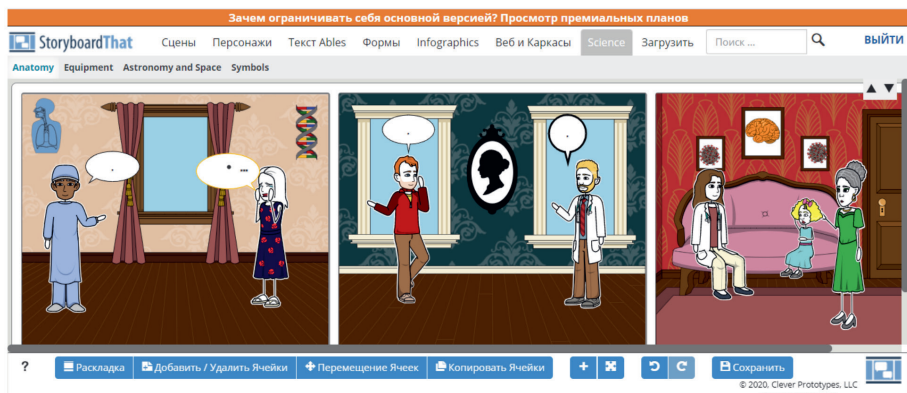 Зачем ограничивать себя основной версией? Просмотр премиальных планов
StoryboardThat Сцены Персонажи Текст Ables Формы Infographics Веб и Каркасы Science Загрузить Поиск ... ВЫЙТИ
Anatomy Equipment Astronomy and Space Symbols
? Раскладка Добавить / Удалить Ячейки Перемещение Ячеек Копировать Ячейки Сохранить
© 2020, Clever Prototypes, LLC